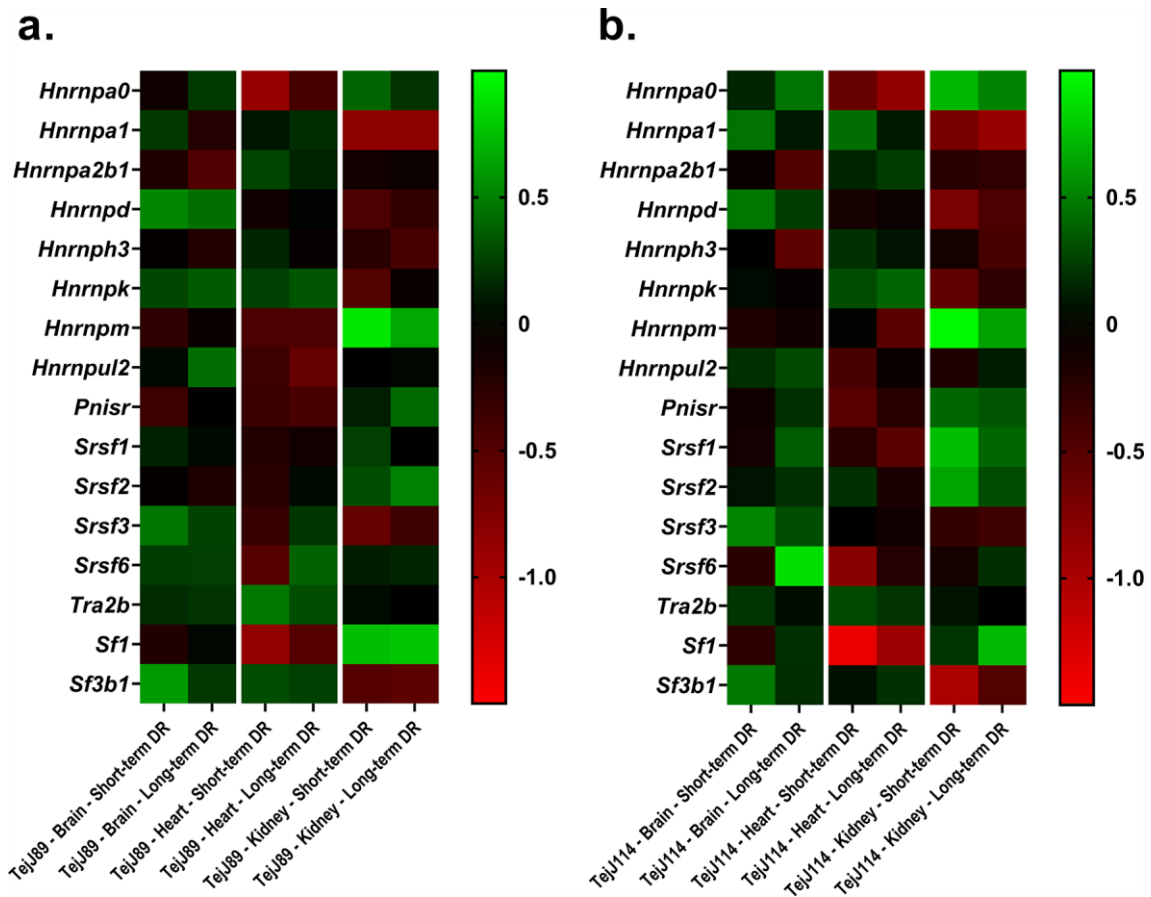 a.
Hnrnpa0
Hnrnpa1
Hnrnpa2b1
Hnrnpd
Hnrnph3
Hnrnpk
Hnrnpm
Hnrnpul2
Pnisr
Srsf1
Srsf2
Srsf3
Srsf6
Tra2b
Sf1
Sf3b1
0.5
0
-0.5
-1.0
TejJ89 - Brain - Short-term DR
TejJ89 - Brain - Long-term DR
TejJ89 - Heart - Short-term DR
TejJ89 - Heart - Long-term DR
TejJ89 - Kidney - Short-term DR
TejJ89 - Kidney - Long-term DR
b.
Hnrnpa0
Hnrnpa1
Hnrnpa2b1
Hnrnpd
Hnrnph3
Hnrnpk
Hnrnpm
Hnrnpul2
Pnisr
Srsf1
Srsf2
Srsf3
Srsf6
Tra2b
Sf1
Sf3b1
0.5
0
-0.5
-1.0
TejJ114 - Brain - Short-term DR
TejJ114 - Brain - Long-term DR
TejJ114 - Heart - Short-term DR
TejJ114 - Heart - Long-term DR
TejJ114 - Kidney - Short-term DR
TejJ114 - Kidney - Long-term DR